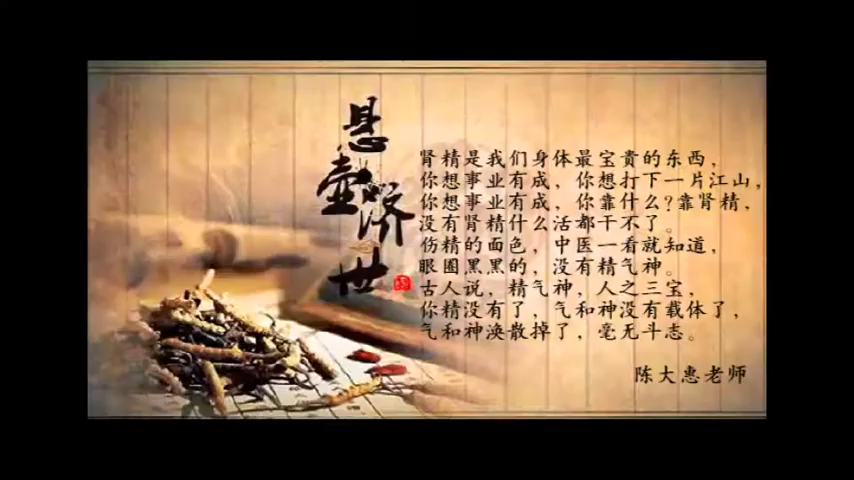 悬壶济世
肾精是我们身体最宝贵的东西,
你想事业有成,你想打下一片江山,
你想事业有成,你靠什么?靠肾精,
没有肾精什么活都干不了。
伤精的面色,中医一看就知道,
眼圈黑黑的,没有精气神。
古人说,精气神,人之三宝,
你精没有了,气和神没有载体了,
气和神涣散掉了,毫无斗志。
陈大惠老师